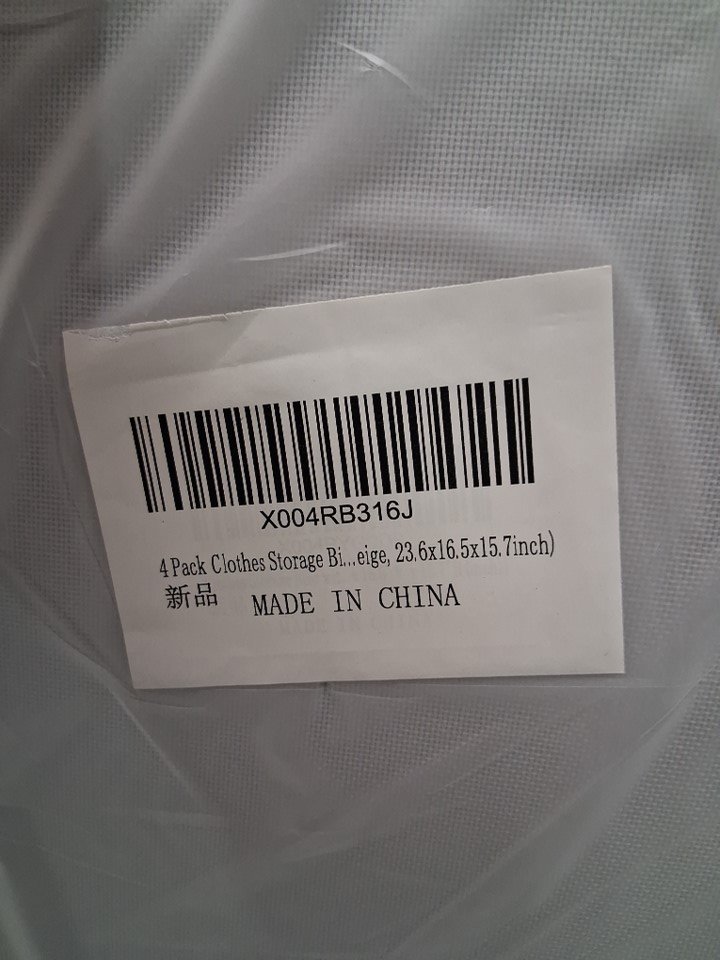 X004RB316J
4 Pack Clothes Storage Bi...eige, 23.6x16.5x15.7inch)
新品 MADE IN CHINA